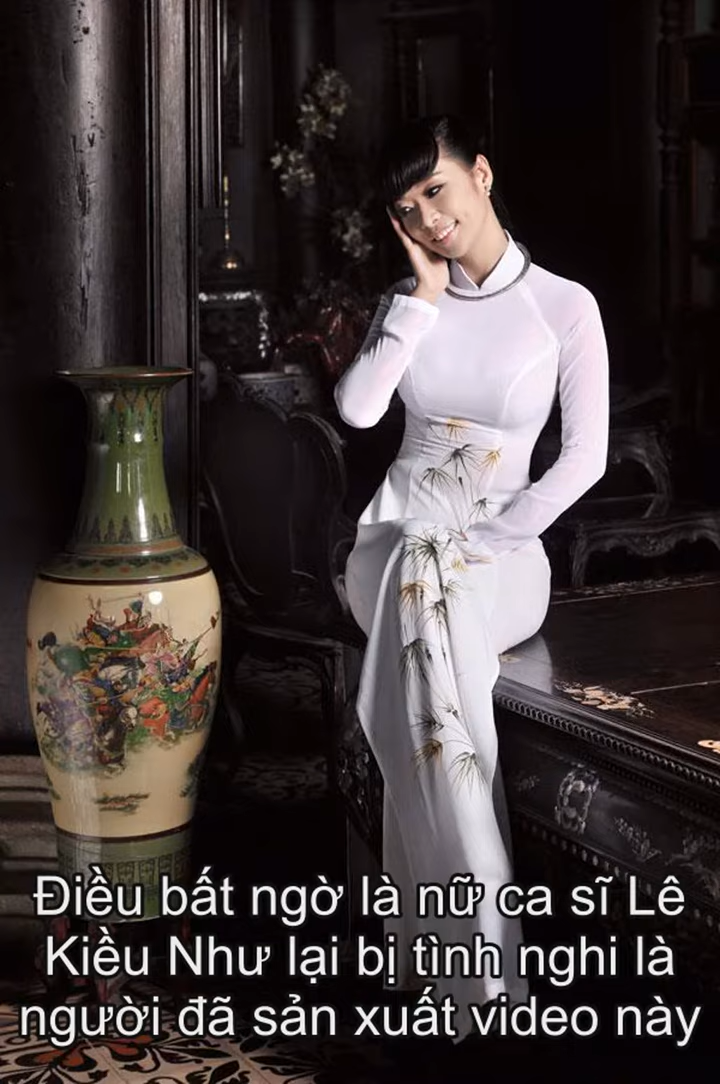 Điều bất ngờ là nữ ca sĩ Lê
Kiều Như lại bị tình nghi là
người đã sản xuất video này